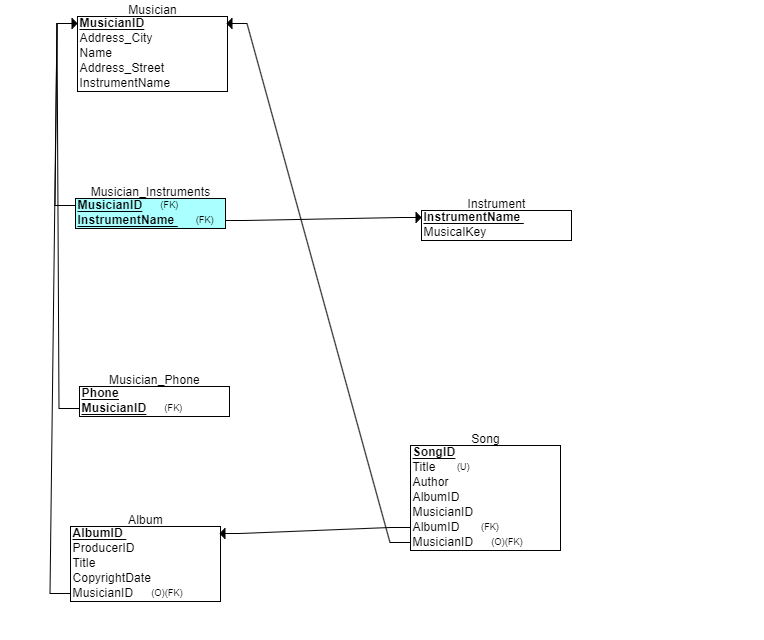 Musician
MusicianID
Address_City
Name
Address_Street
InstrumentName
Musician_Instruments
MusicianID (FK)
InstrumentName (FK)
Instrument
InstrumentName
MusicalKey
Musician_Phone
Phone
MusicianID (FK)
Song
SongID
Title (U)
Author
AlbumID
MusicianID
AlbumID (FK)
MusicianID (O)(FK)
Album
AlbumID
ProducerID
Title
CopyrightDate
MusicianID (O)(FK)